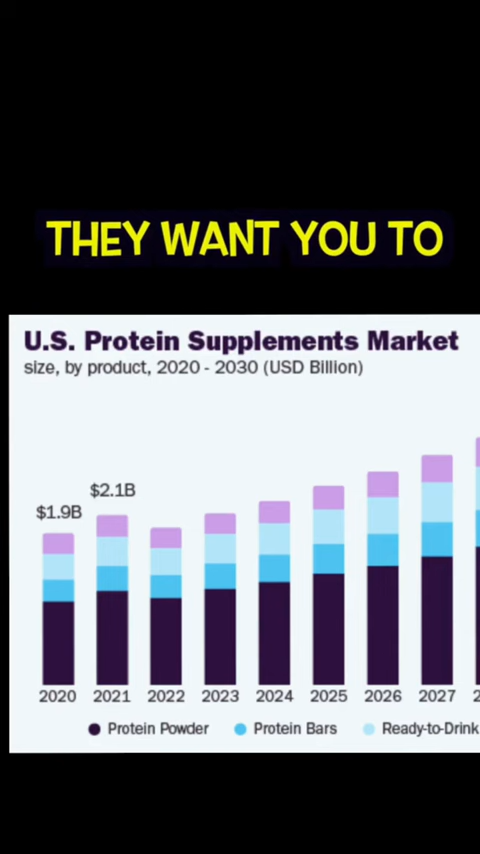 THEY WANT YOU TO
U.S. Protein Supplements Market
size, by product, 2020 - 2030 (USD Billion)
$2.1B
$1.9B
2020 2021 2022 2023 2024 2025 2026 2027 2
Protein Powder Protein Bars Ready-to-Drink